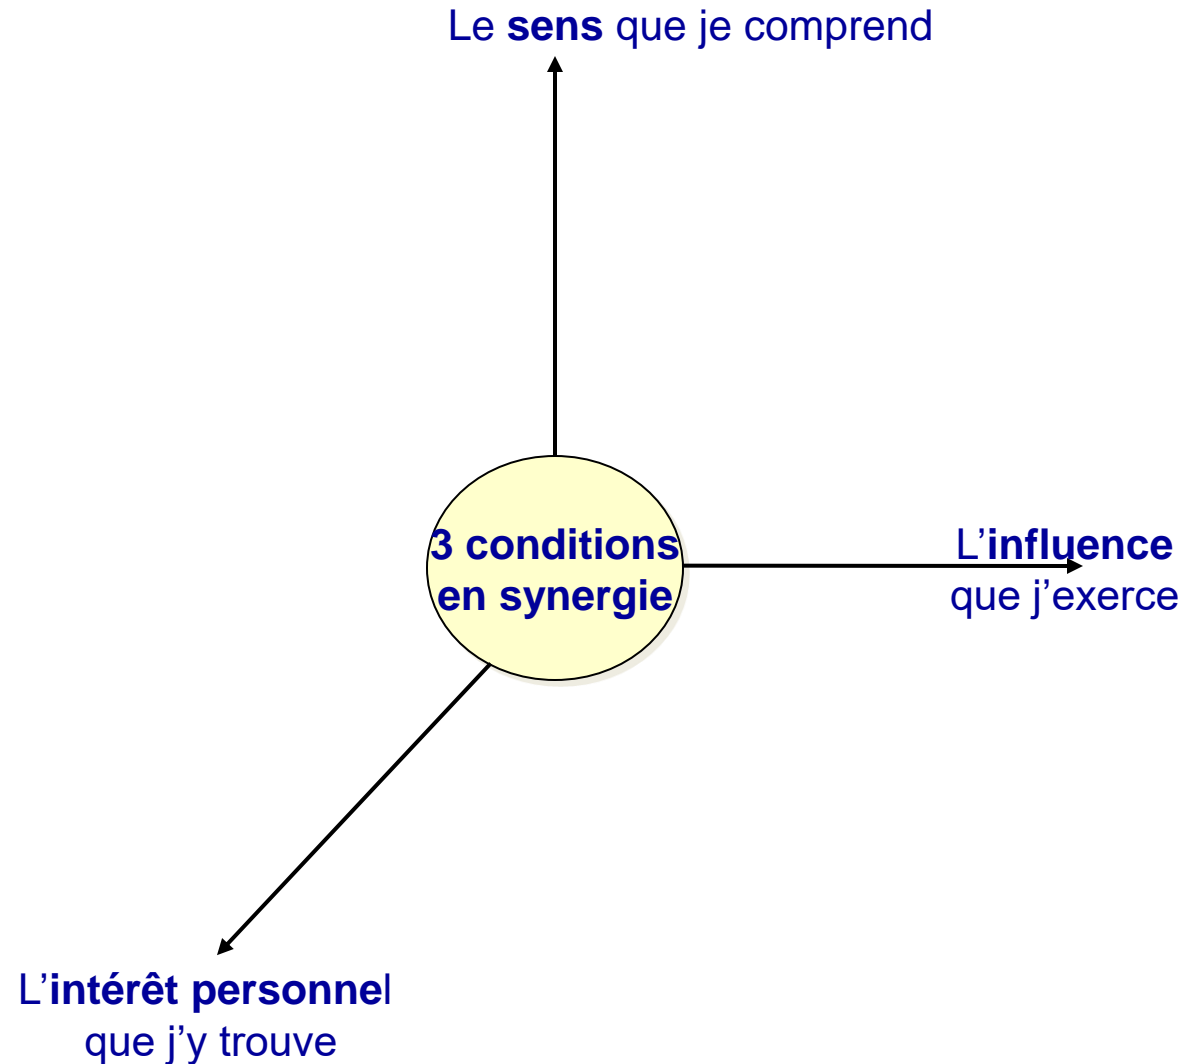 Le sens que je comprend
3 conditions
en synergie
L’influence
que j’exerce
L’intérêt personnel
que j’y trouve